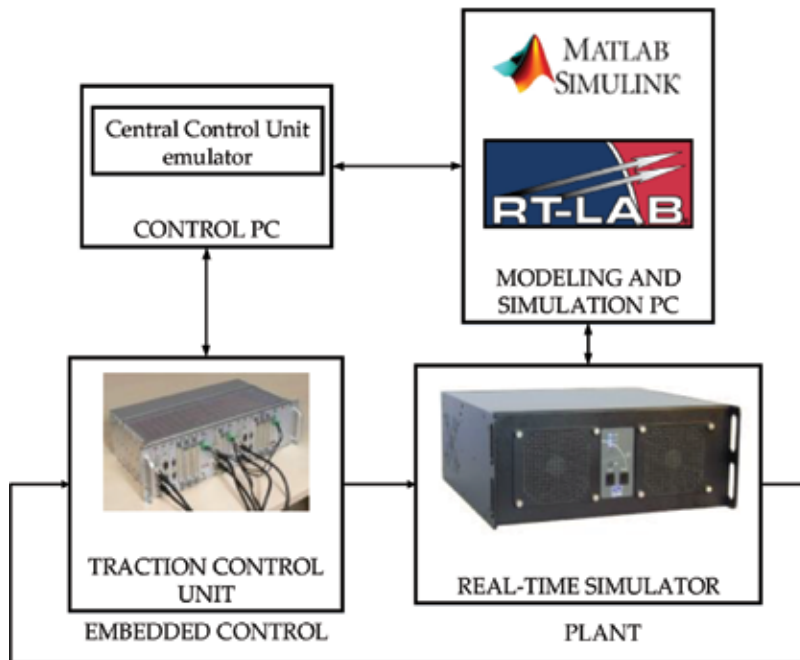 MATLAB
SIMULINK
Central Control Unit
emulator
CONTROL PC
RT-LAB
MODELING AND
SIMULATION PC
TRACTION CONTROL
UNIT
REAL-TIME SIMULATOR
EMBEDDED CONTROL
PLANT